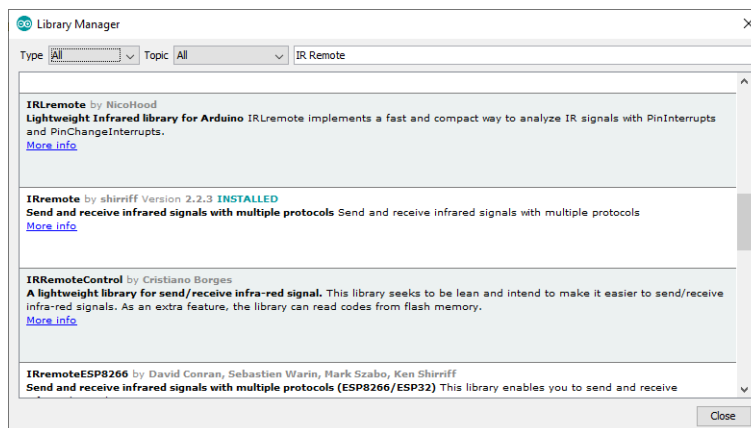 Library Manager
Type All Topic All IR Remote
IRLremote by NicoHood
Lightweight Infrared library for Arduino IRLremote implements a fast and compact way to analyze IR signals with PinInterrupts
and PinChangeInterrupts.
More info
IRremote by shirriff Version 2.2.3 INSTALLED
Send and receive infrared signals with multiple protocols Send and receive infrared signals with multiple protocols
More info
IRRemoteControl by Cristiano Borges
A lightweight library for send/receive infra-red signal. This library seeks to be lean and intend to make it easier to send/receive
infra-red signals. As an extra feature, the library can read codes from flash memory.
More info
IRremoteESP8266 by David Conran, Sebastien Warin, Mark Szabo, Ken Shirriff
Send and receive infrared signals with multiple protocols (ESP8266/ESP32) This library enables you to send and receive
Close